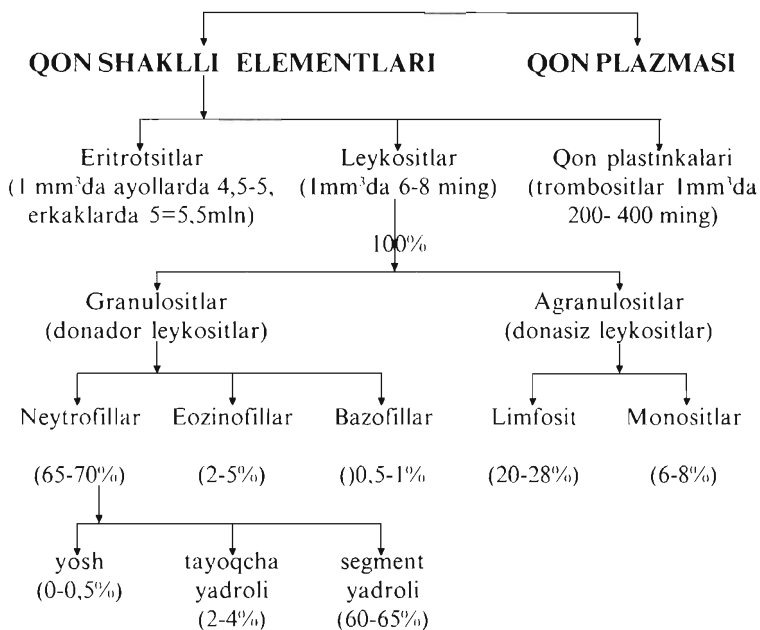 QON SHAKLLI ELEMENTLARI
QON PLAZMASI
Eritrotsitlar
(1 mm³da ayollarda 4,5-5,
erkaklarda 5=5,5mln)
Leykositlar
(1mm³da 6-8 ming)
Qon plastinkalari
(trombositlar 1mm³da
200- 400 ming)
100%
Granulositlar
(donador leykositlar)
Agranulositlar
(donasiz leykositlar)
Neytrofillar
Eozinofillar
Bazofillar
Limfosit
Monositlar
(65-70%)
(2-5%)
()0,5-1%
(20-28%)
(6-8%)
yosh
(0-0,5%)
tayoqcha
yadroli
(2-4%)
segment
yadroli
(60-65%)